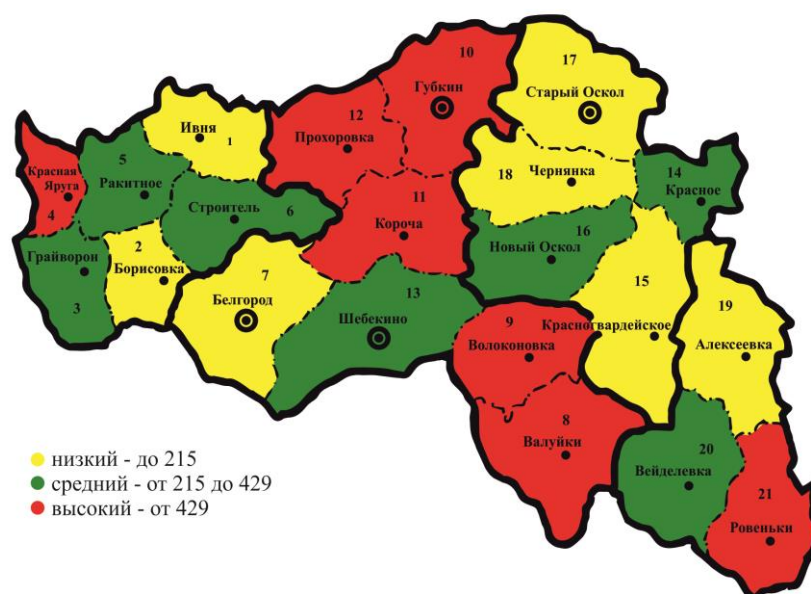 10
Губкин
17
Старый Оскол
12
Прохоровка
Ивня
1
5
Ракитное
Красная
Яруга
4
18
Чернянка
14
Красное
Строитель
6
11
Короча
16
Новый Оскол
2
Борисовка
Грайворон
3
7
Белгород
13
Шебекино
15
Красногвардейское
9
Волоконовка
19
Алексеевка
8
Валуйки
20
Вейделевка
21
Ровеньки
низкий - до 215
средний - от 215 до 429
высокий - от 429